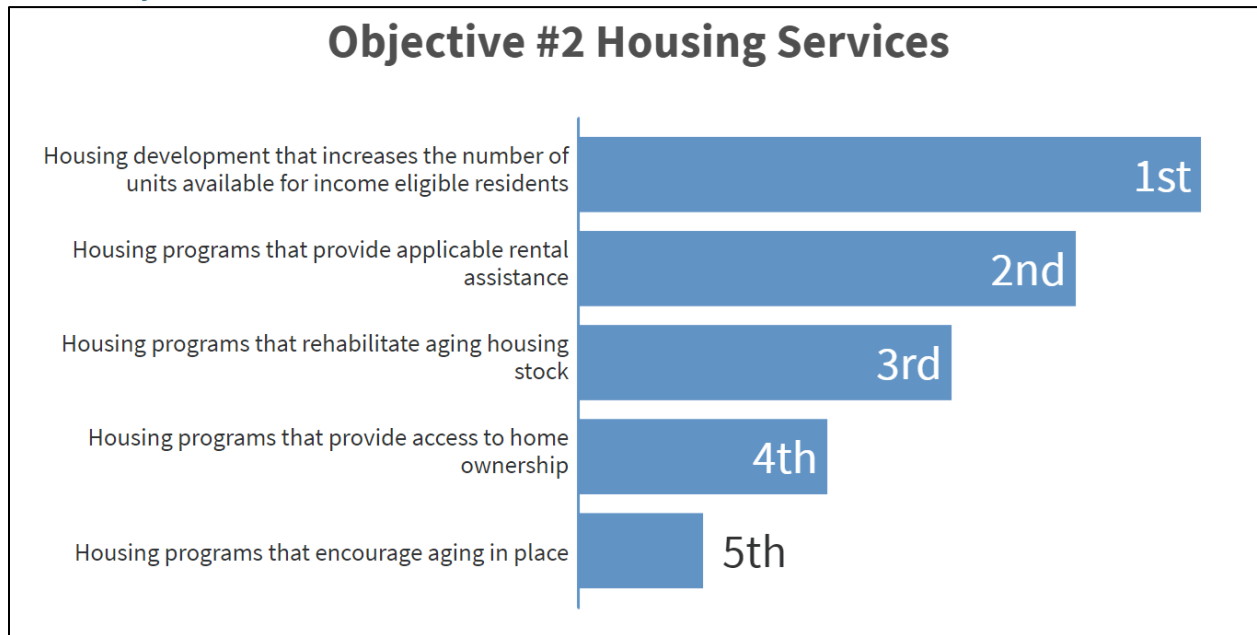 Objective #2 Housing Services
Housing development that increases the number of
units available for income eligible residents
1st
Housing programs that provide applicable rental
assistance
2nd
Housing programs that rehabilitate aging housing
stock
3rd
Housing programs that provide access to home
ownership
4th
Housing programs that encourage aging in place
5th